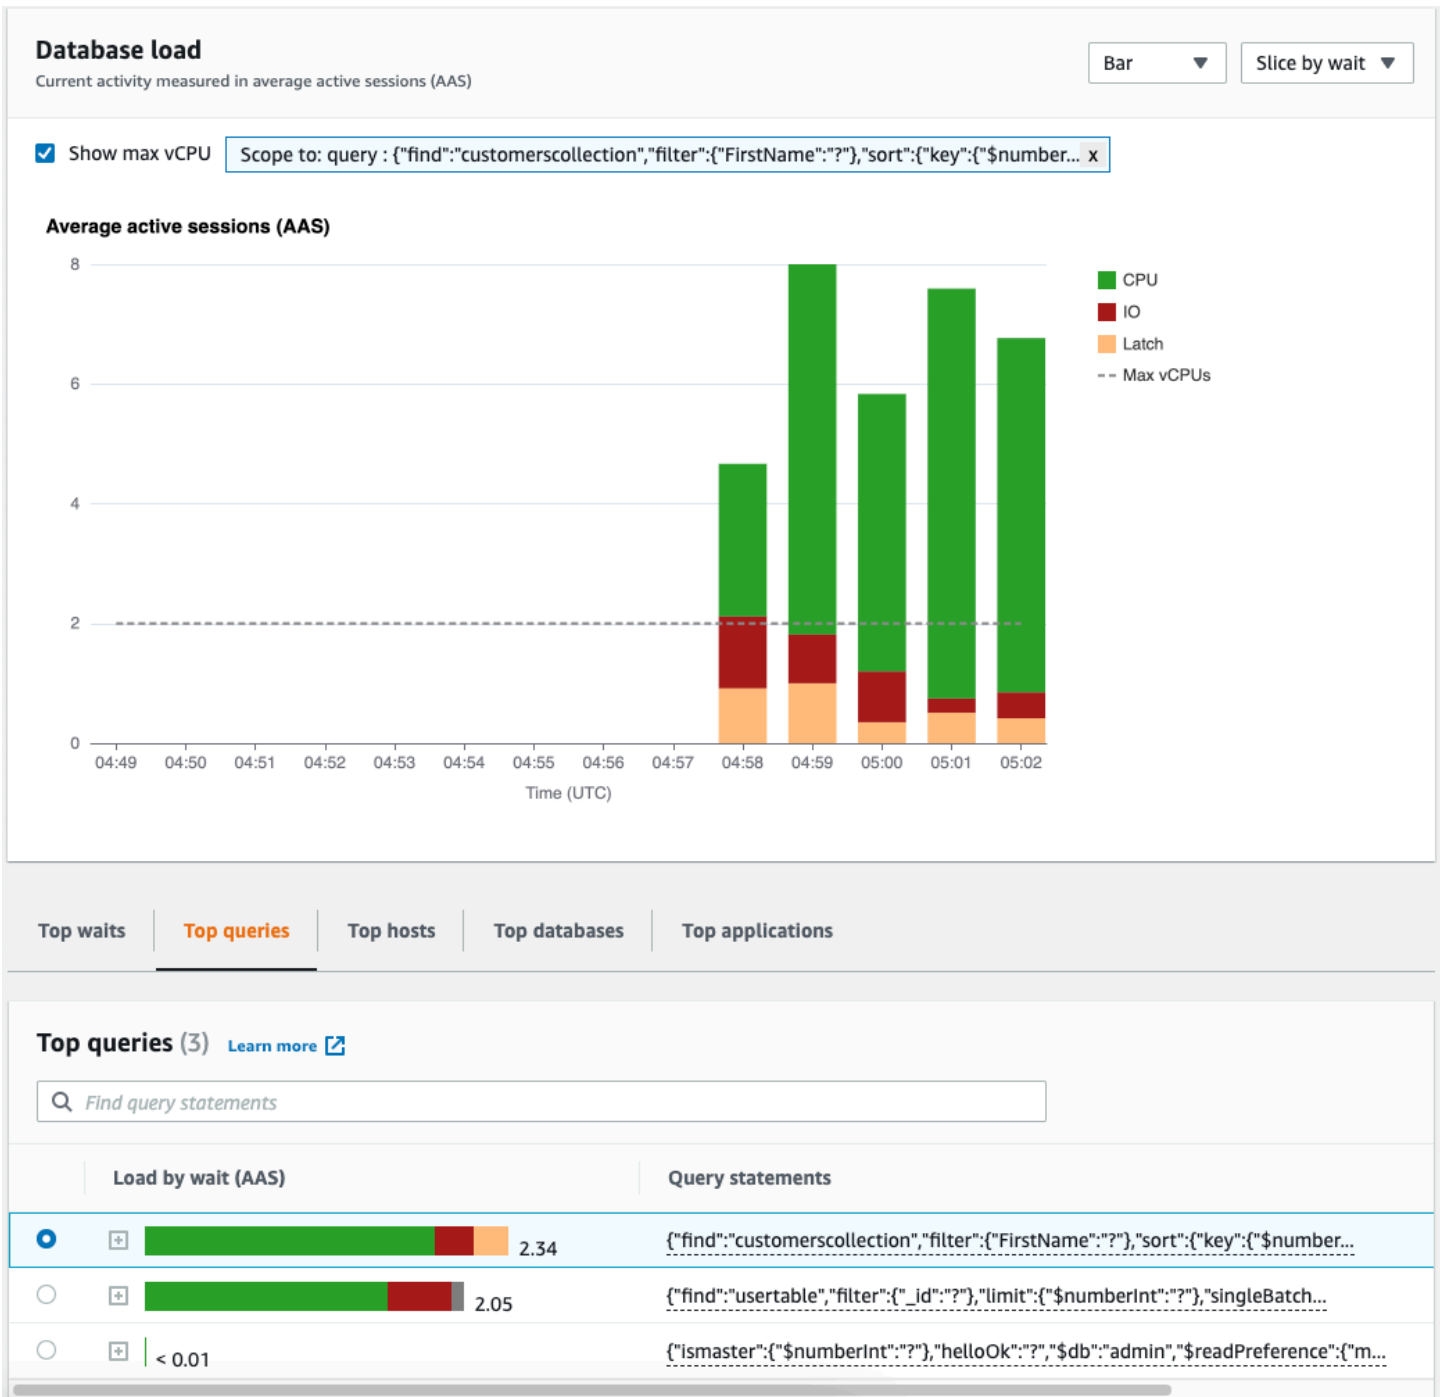 Database load
Current activity measured in average active sessions (AAS)
Bar
Slice by wait
Show max vCPU
Scope to: query : {"find":"customerscollection","filter":{"FirstName":"?"},"sort":{"key":{"$number... x
Average active sessions (AAS)
8
6
4
2
0
CPU
IO
Latch
Max vCPUs
04:49 04:50 04:51 04:52 04:53 04:54 04:55 04:56 04:57 04:58 04:59 05:00 05:01 05:02
Time (UTC)
Top waits
Top queries
Top hosts
Top databases
Top applications
Top queries (3) Learn more
Find query statements
Load by wait (AAS)
Query statements
2.34 {"find":"customerscollection","filter":{"FirstName":"?"},"sort":{"key":{"$number...
2.05 {"find":"usertable","filter":{"_id":"?"},"limit":{"$numberInt":"?"},"singleBatch...
< 0.01 {"ismaster":{"$numberInt":"?"},"helloOk":"?","$db":"admin","$readPreference":{"m...